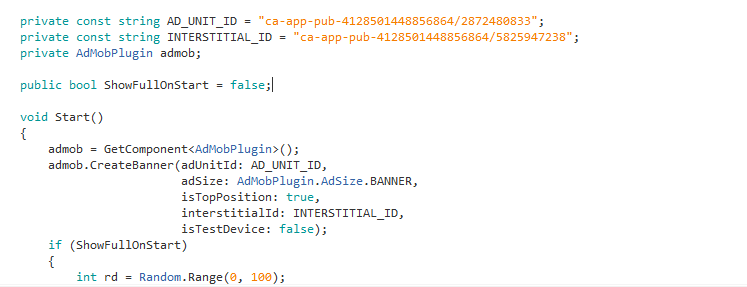 private const string AD_UNIT_ID = "ca-app-pub-4128501448856864/2872480833";
private const string INTERSTITIAL_ID = "ca-app-pub-4128501448856864/5825947238";
private AdMobPlugin admob;
public bool ShowFullOnStart = false;
void Start()
{
admob = GetComponent<AdMobPlugin>();
admob.CreateBanner(adUnitId: AD_UNIT_ID,
adSize: AdMobPlugin.AdSize.BANNER,
isTopPosition: true,
interstitialId: INTERSTITIAL_ID,
isTestDevice: false);
if (ShowFullOnStart)
{
int rd = Random.Range(0, 100);